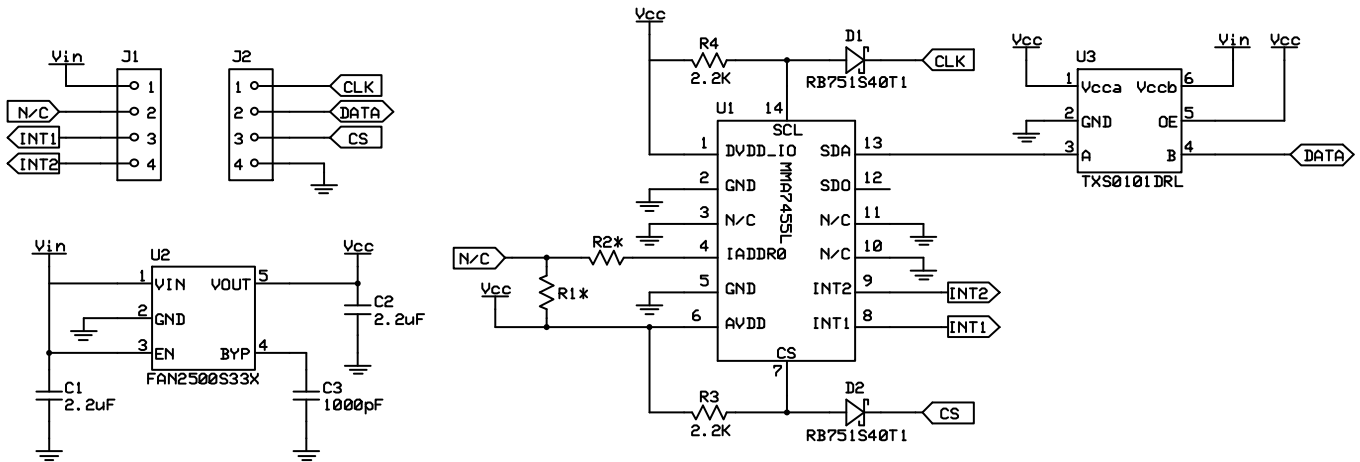 Vin
J1
1
N/C
2
INT1
3
INT2
4
J2
1
CLK
2
DATA
3
CS
4
Vin
U2
Vcc
1
VIN
VOUT
5
2
GND
3
EN
BYP
4
FAN2500S33X
C1
2.2uF
C2
2.2uF
C3
1000pF
Vcc
R4
2.2K
D1
RB751S40T1
CLK
U1
14
SCL
1
DVDD_IO
SDA
13
2
GND
SDO
12
3
N/C
N/C
11
4
IADDR0
N/C
10
5
GND
INT2
9
INT2
6
AVDD
INT1
8
INT1
CS
7
MMA7455L
N/C
R2*
Vcc
R1*
R3
2.2K
D2
RB751S40T1
CS
Vcc
U3
Vin
Vcc
1
Vcca
Vccb
6
2
GND
OE
5
3
A
B
4
DATA
TXS0101DRL